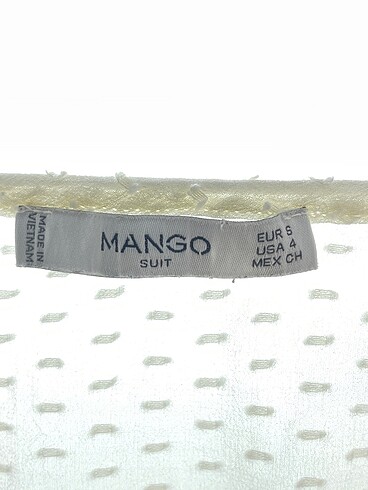 MADE IN
VIETNAM
MANGO
SUIT
EUR S
USA 4
MEX CH